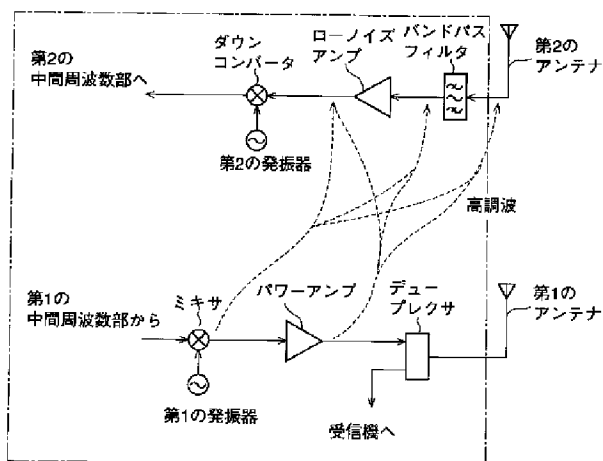 ダウン
コンバータ
ローノイズ
アンプ
バンドパス
フィルタ
第2の
中間周波数部へ
第2の
アンテナ
第2の発振器
高調波
第1の
中間周波数部から
ミキサ
パワーアンプ
デュー
プレクサ
第1の
アンテナ
第1の発振器
受信機へ